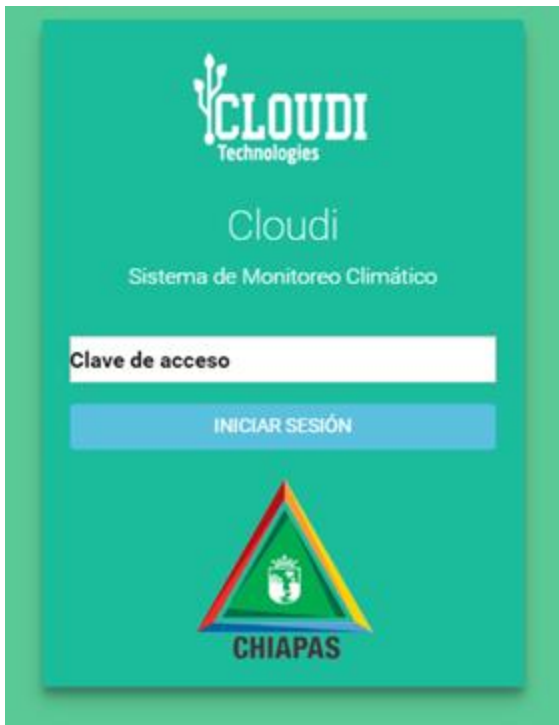 CLOUDI
Technologies
Cloudi
Sistema de Monitoreo Climático
Clave de acceso
INICIAR SESIÓN
CHIAPAS